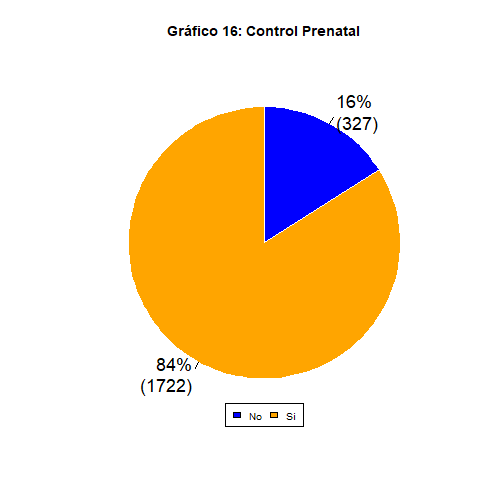 Gráfico 16: Control Prenatal
16%
(327)
84%
(1722)
No Si